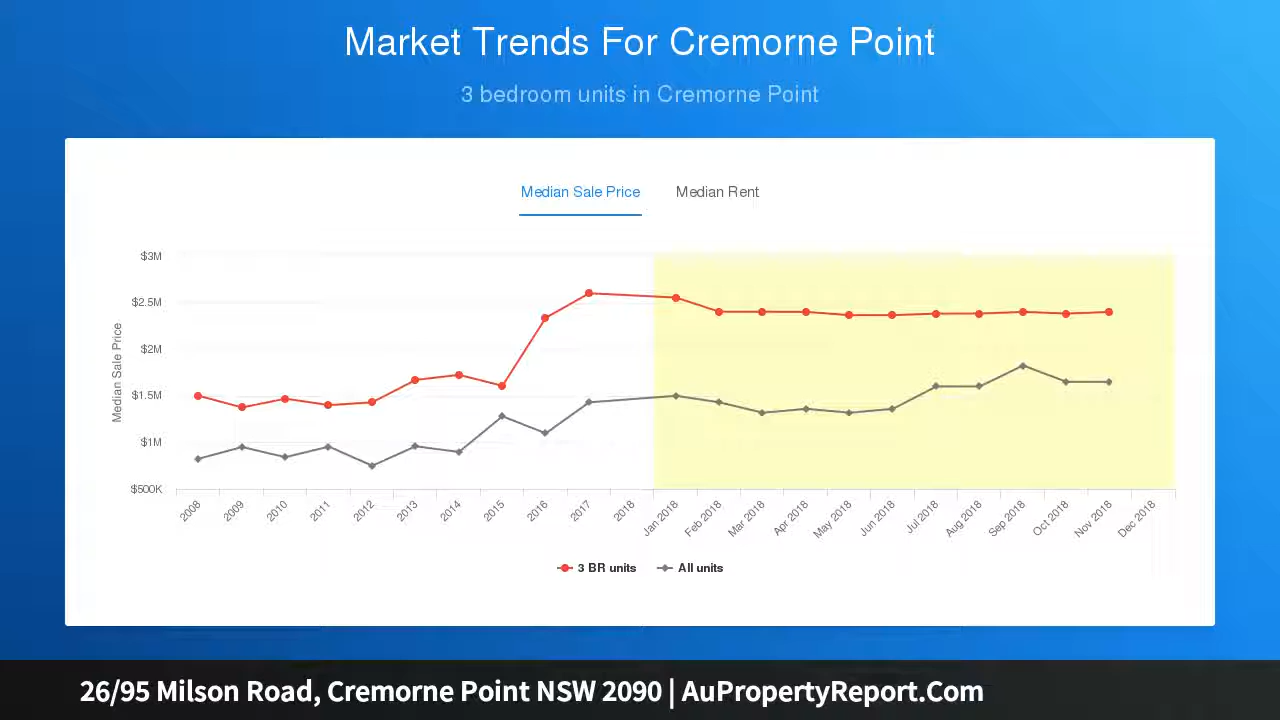 Market Trends For Cremorne Point
3 bedroom units in Cremorne Point
Median Sale Price
Median Rent
Median Sale Price
$3M
$2.5M
$2M
$1.5M
$1M
$500K
2008
2009
2010
2011
2012
2013
2014
2015
2016
2017
2018
Jan 2018
Feb 2018
Mar 2018
Apr 2018
May 2018
Jun 2018
Jul 2018
Aug 2018
Sep 2018
Oct 2018
Nov 2018
Dec 2018
3 BR units
All units
26/95 Milson Road, Cremorne Point NSW 2090 | AuPropertyReport.Com